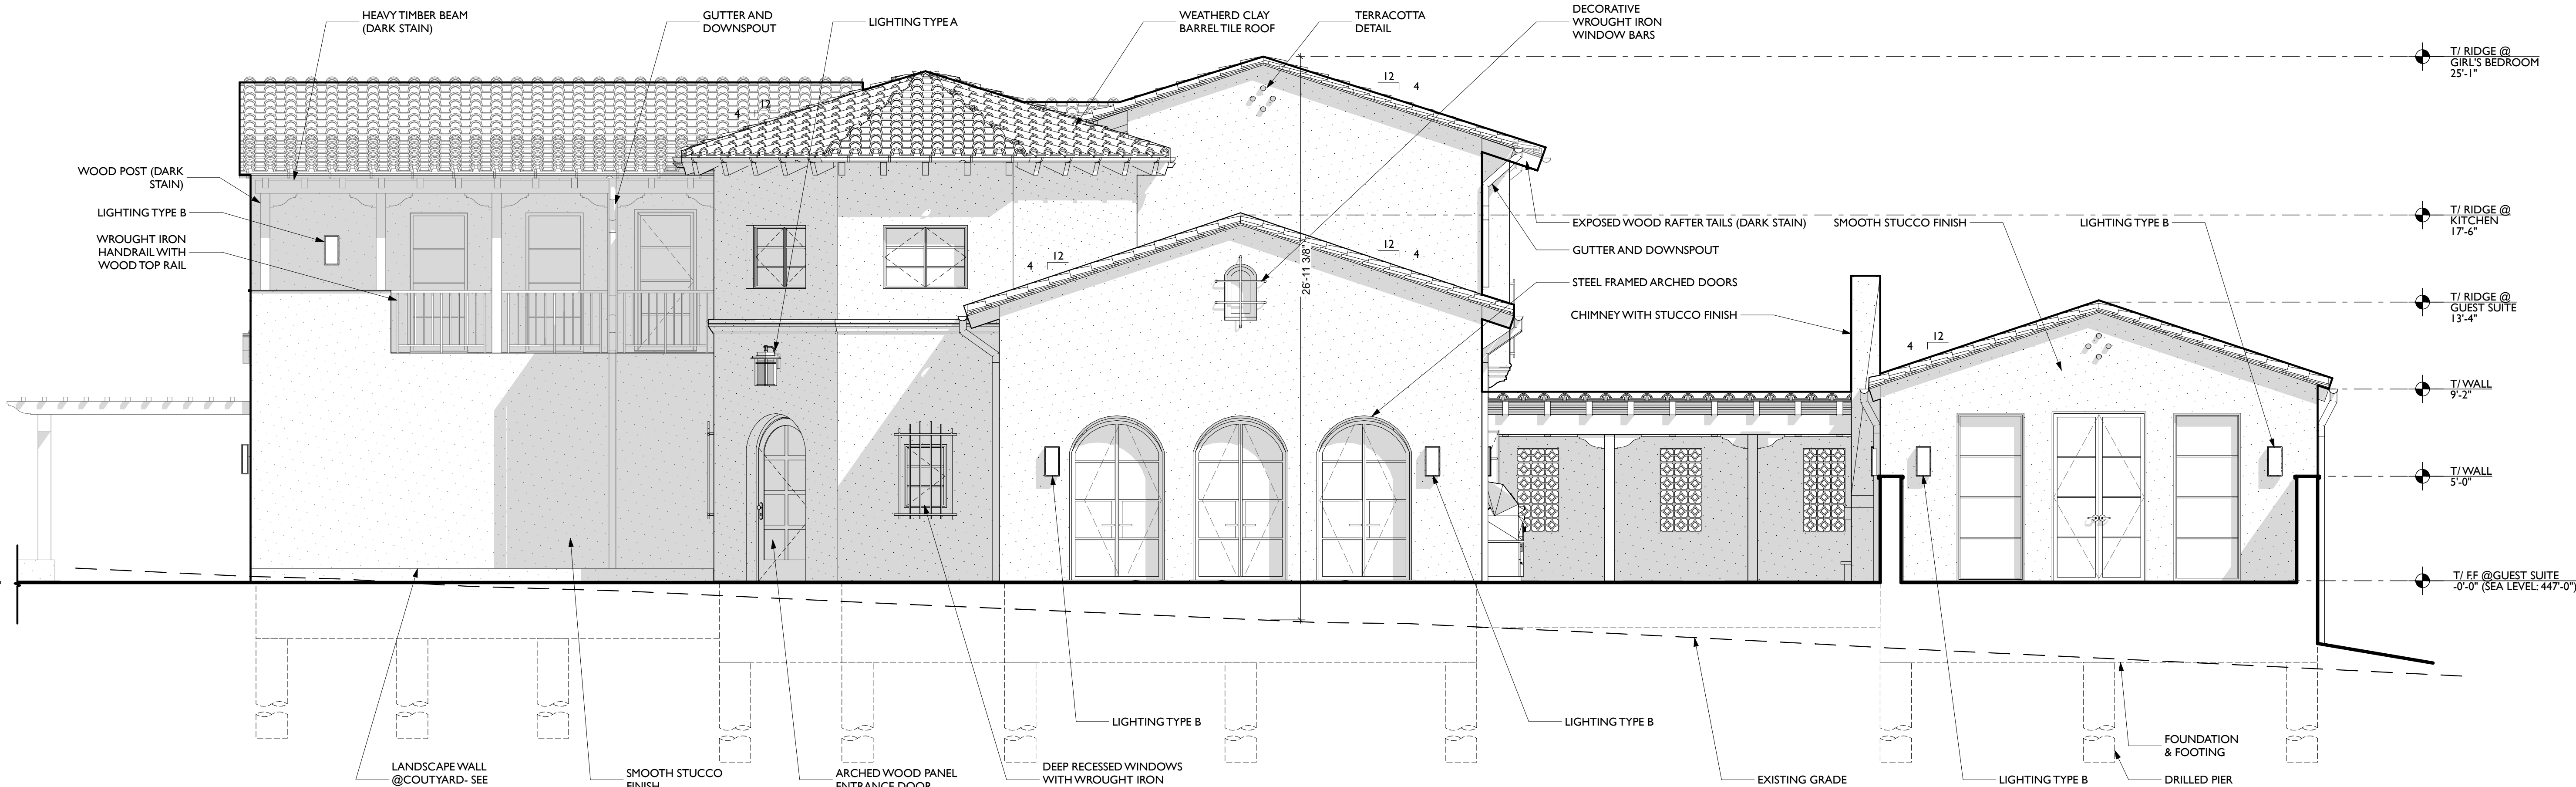 HEAVY TIMBER BEAM
(DARK STAIN)
GUTTER AND
DOWNSPOUT
LIGHTING TYPE A
WEATHERD CLAY
BARREL TILE ROOF
TERRACOTTA
DETAIL
DECORATIVE
WROUGHT IRON
WINDOW BARS
T/ RIDGE @
GIRL'S BEDROOM
25'-1"
12
4
4
12
WOOD POST (DARK
STAIN)
LIGHTING TYPE B
WROUGHT IRON
HANDRAIL WITH
WOOD TOP RAIL
EXPOSED WOOD RAFTER TAILS (DARK STAIN)
SMOOTH STUCCO FINISH
LIGHTING TYPE B
T/ RIDGE @
KITCHEN
17'-6"
GUTTER AND DOWNSPOUT
4
12
12
4
26'-11 3/8"
STEEL FRAMED ARCHED DOORS
CHIMNEY WITH STUCCO FINISH
T/ RIDGE @
GUEST SUITE
13'-4"
4
12
T/ WALL
9'-2"
T/ WALL
5'-0"
T/ F.F @GUEST SUITE
-0'-0" (SEA LEVEL: 447'-0")
LIGHTING TYPE B
LIGHTING TYPE B
FOUNDATION
& FOOTING
LANDSCAPE WALL
@COUTYARD- SEE
SMOOTH STUCCO
FINISH
ARCHED WOOD PANEL
ENTRANCE DOOR
DEEP RECESSED WINDOWS
WITH WROUGHT IRON
EXISTING GRADE
LIGHTING TYPE B
DRILLED PIER